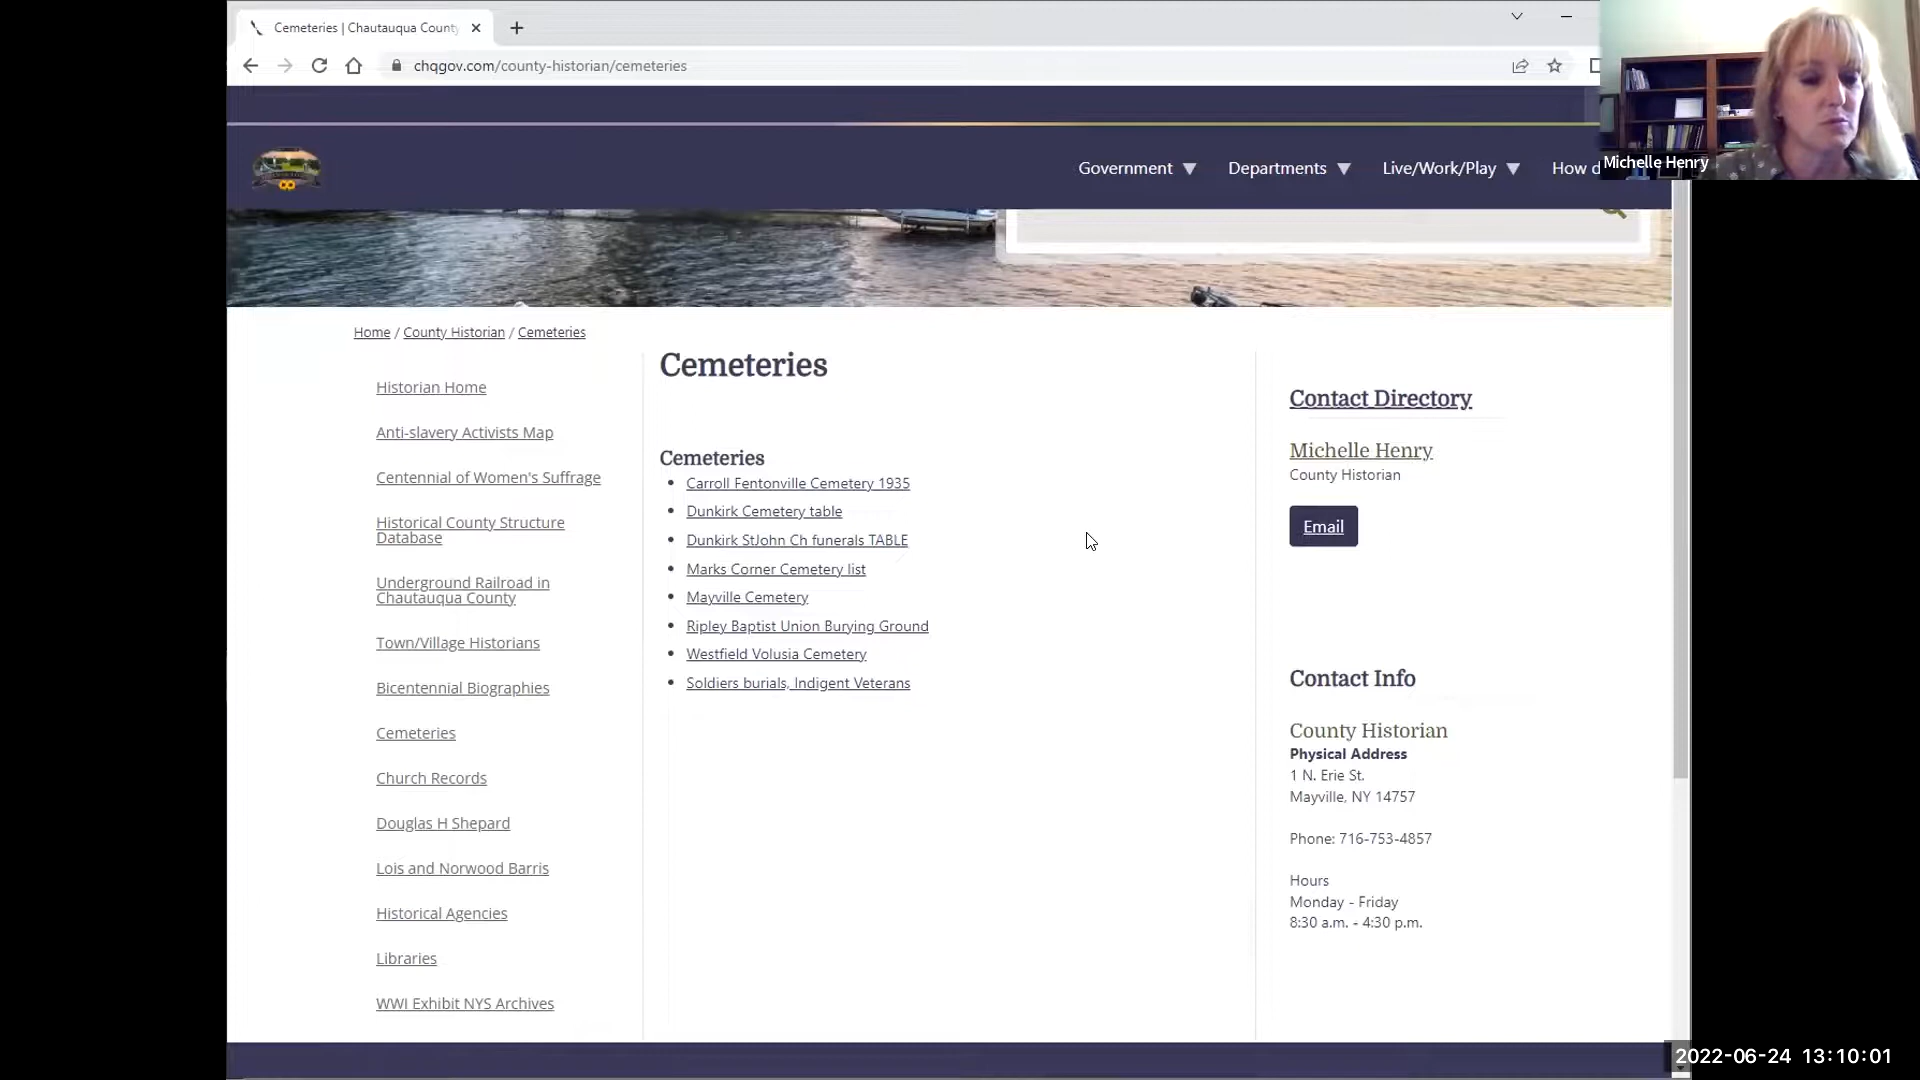 Cemeteries | Chautauqua County
chqgov.com/county-historian/cemeteries
Government
Departments
Live/Work/Play
How d
Michelle Henry
Home / County Historian / Cemeteries
Historian Home
Anti-slavery Activists Map
Centennial of Women's Suffrage
Historical County Structure
Database
Underground Railroad in
Chautauqua County
Town/Village Historians
Bicentennial Biographies
Cemeteries
Church Records
Douglas H Shepard
Lois and Norwood Barris
Historical Agencies
Libraries
WWI Exhibit NYS Archives
Cemeteries
Cemeteries
Carroll Fentonville Cemetery 1935
Dunkirk Cemetery table
Dunkirk StJohn Ch funerals TABLE
Marks Corner Cemetery list
Mayville Cemetery
Ripley Baptist Union Burying Ground
Westfield Volusia Cemetery
Soldiers burials, Indigent Veterans
Contact Directory
Michelle Henry
County Historian
Email
Contact Info
County Historian
Physical Address
1 N. Erie St.
Mayville, NY 14757
Phone: 716-753-4857
Hours
Monday - Friday
8:30 a.m. - 4:30 p.m.
2022-06-24 13:10:01